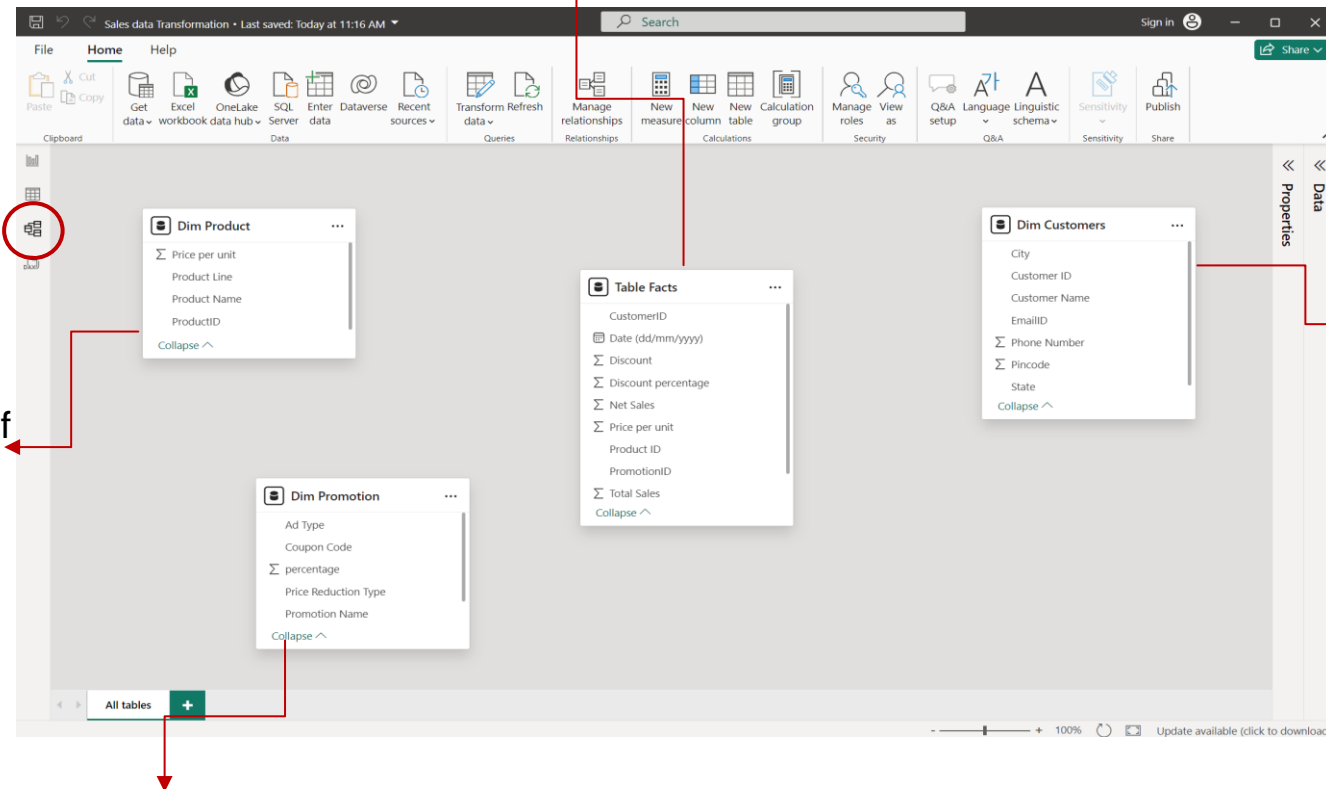 Sales data Transformation • Last saved: Today at 11:16 AM
Search
Sign in
File Home Help
Share
Paste
Cut
Copy
Get data
Excel workbook
OneLake data hub
SQL Server
Enter data
Dataverse
Recent sources
Transform data
Refresh
Manage relationships
New measure
New column
New table
Calculation group
Manage roles
View as
Q&A setup
Language
Linguistic schema
Sensitivity
Publish
Clipboard
Data
Queries
Relationships
Calculations
Security
Q&A
Sensitivity
Share
Properties
Data
Dim Product
Price per unit
Product Line
Product Name
ProductID
Collapse
Table Facts
CustomerID
Date (dd/mm/yyyy)
Discount
Discount percentage
Net Sales
Price per unit
Product ID
PromotionID
Total Sales
Collapse
Dim Customers
City
Customer ID
Customer Name
EmailID
Phone Number
Pincode
State
Collapse
f
Dim Promotion
Ad Type
Coupon Code
percentage
Price Reduction Type
Promotion Name
Collapse
All tables +
- + 100%
Update available (click to download